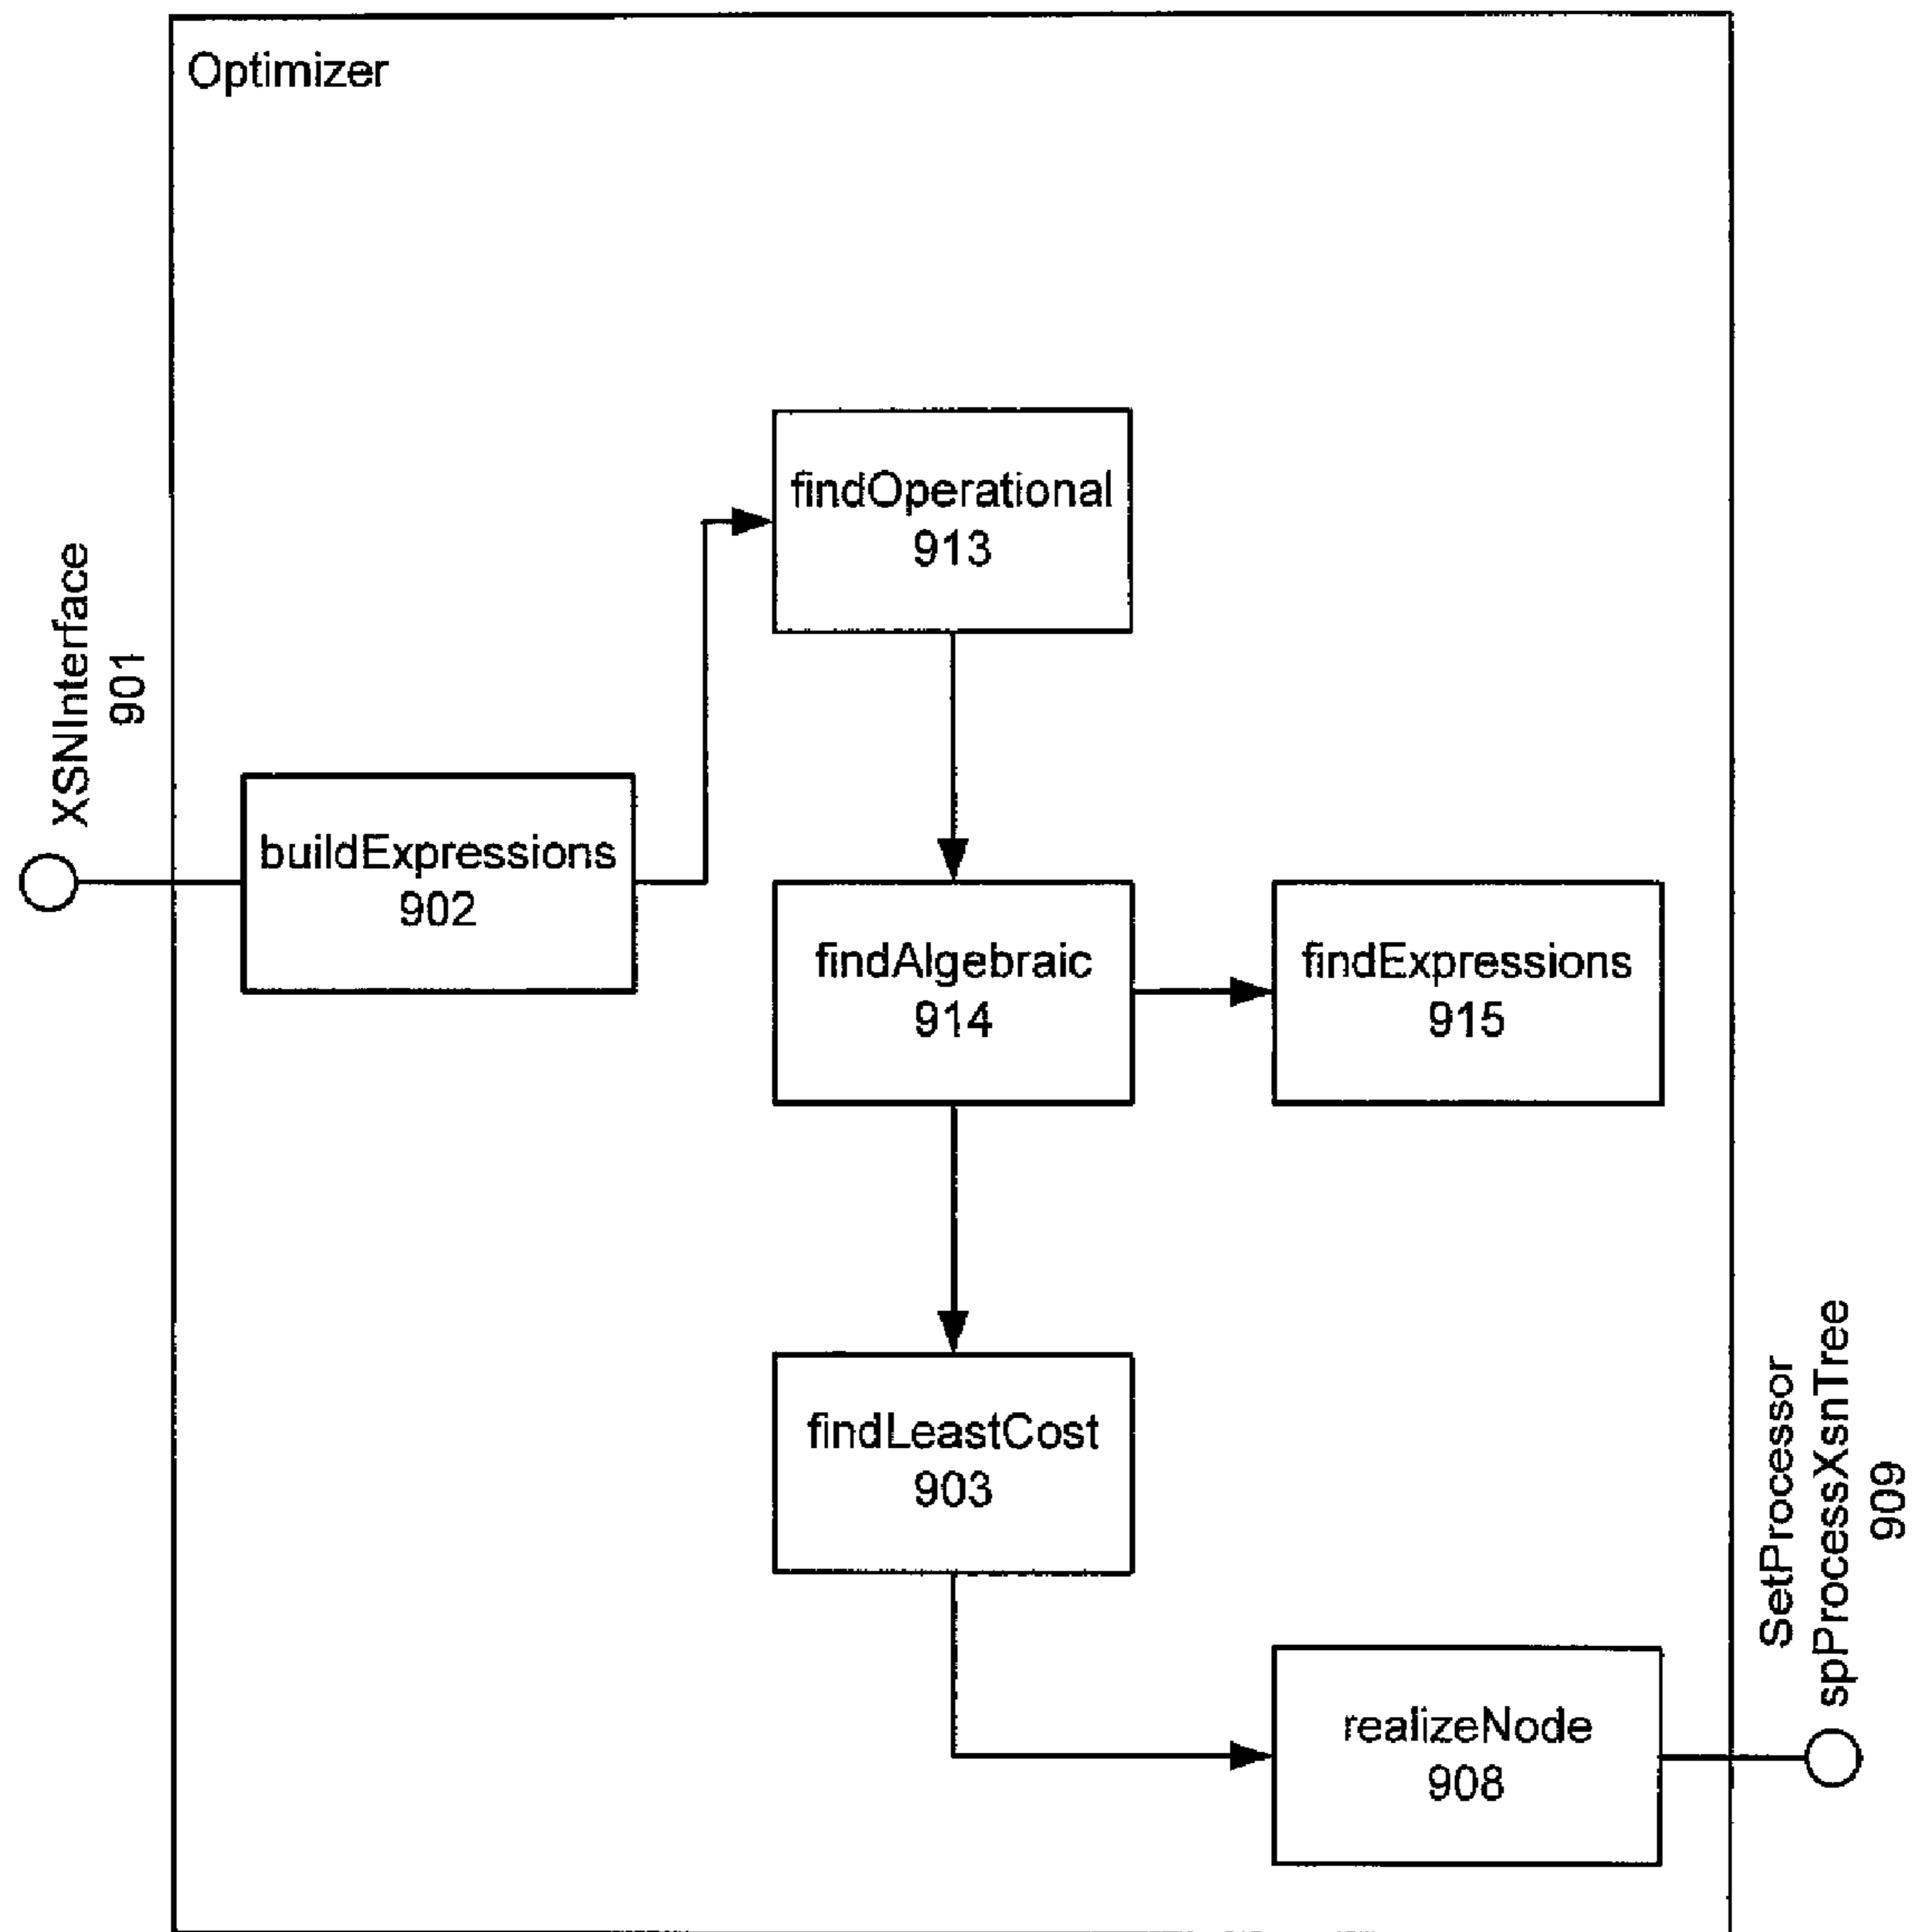 Optimizer
findOperational
913
XSNInterface
901
buildExpressions
902
findAlgebraic
914
findExpressions
915
findLeastCost
903
SetProcessor
spProcessXsnTree
909
realizeNode
908